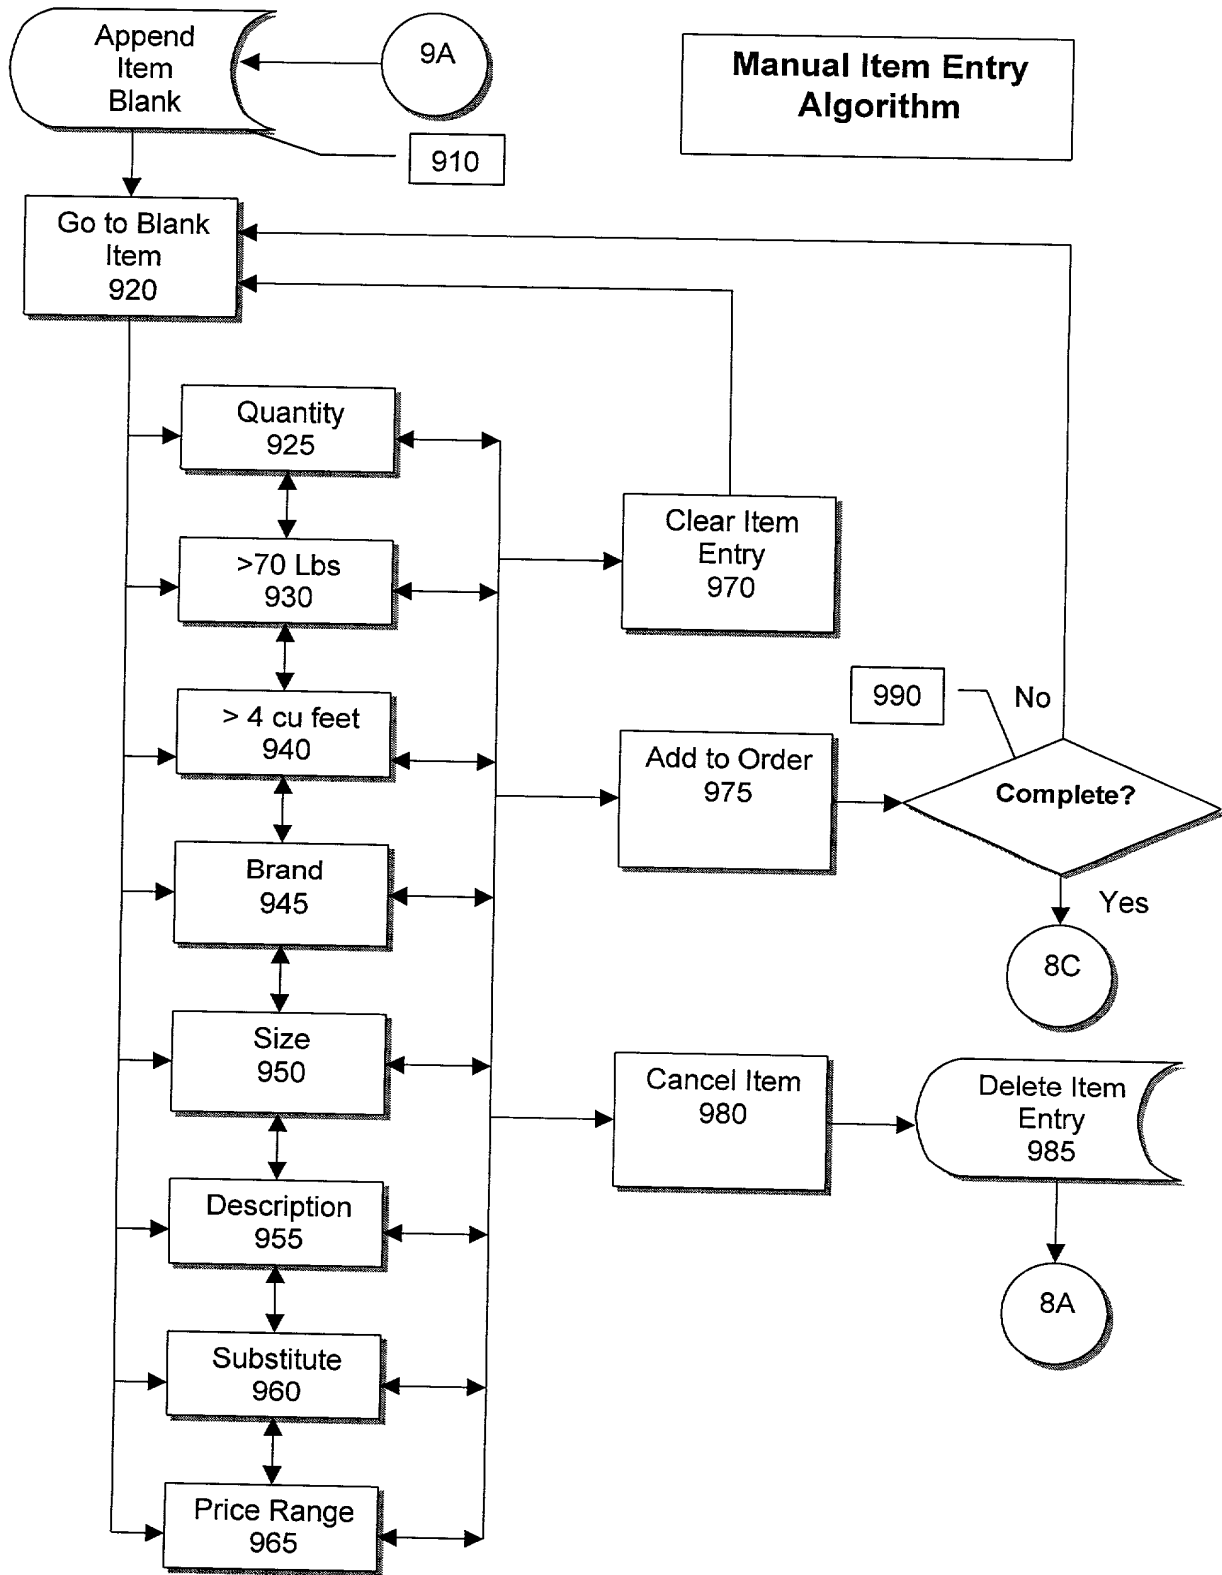 Append
Item
Blank
9A
Manual Item Entry
Algorithm
910
Go to Blank
Item
920
Quantity
925
>70 Lbs
930
> 4 cu feet
940
Brand
945
Size
950
Description
955
Substitute
960
Price Range
965
Clear Item
Entry
970
990
No
Add to Order
975
Complete?
Yes
8C
Cancel Item
980
Delete Item
Entry
985
8A